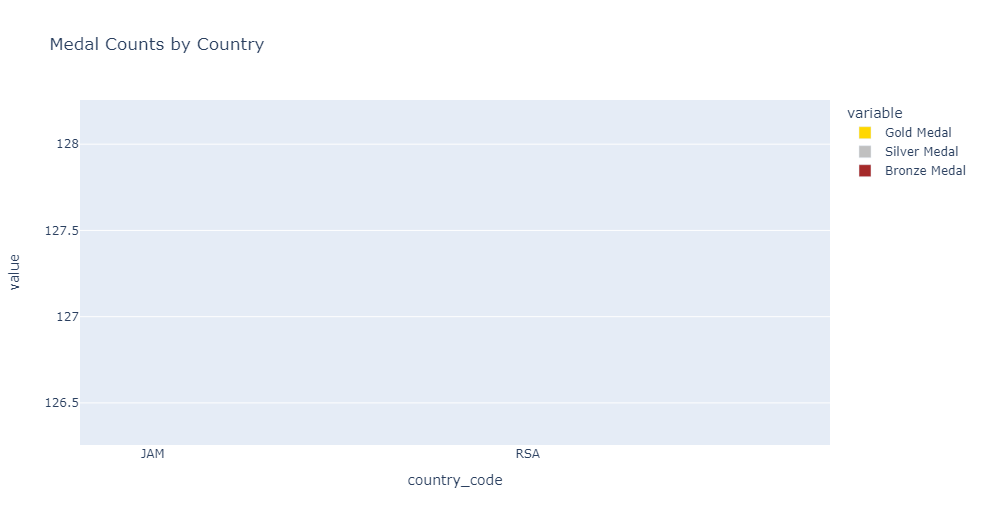 Medal Counts by Country
variable
Gold Medal
Silver Medal
Bronze Medal
value
128
127.5
127
126.5
JAM
RSA
country_code